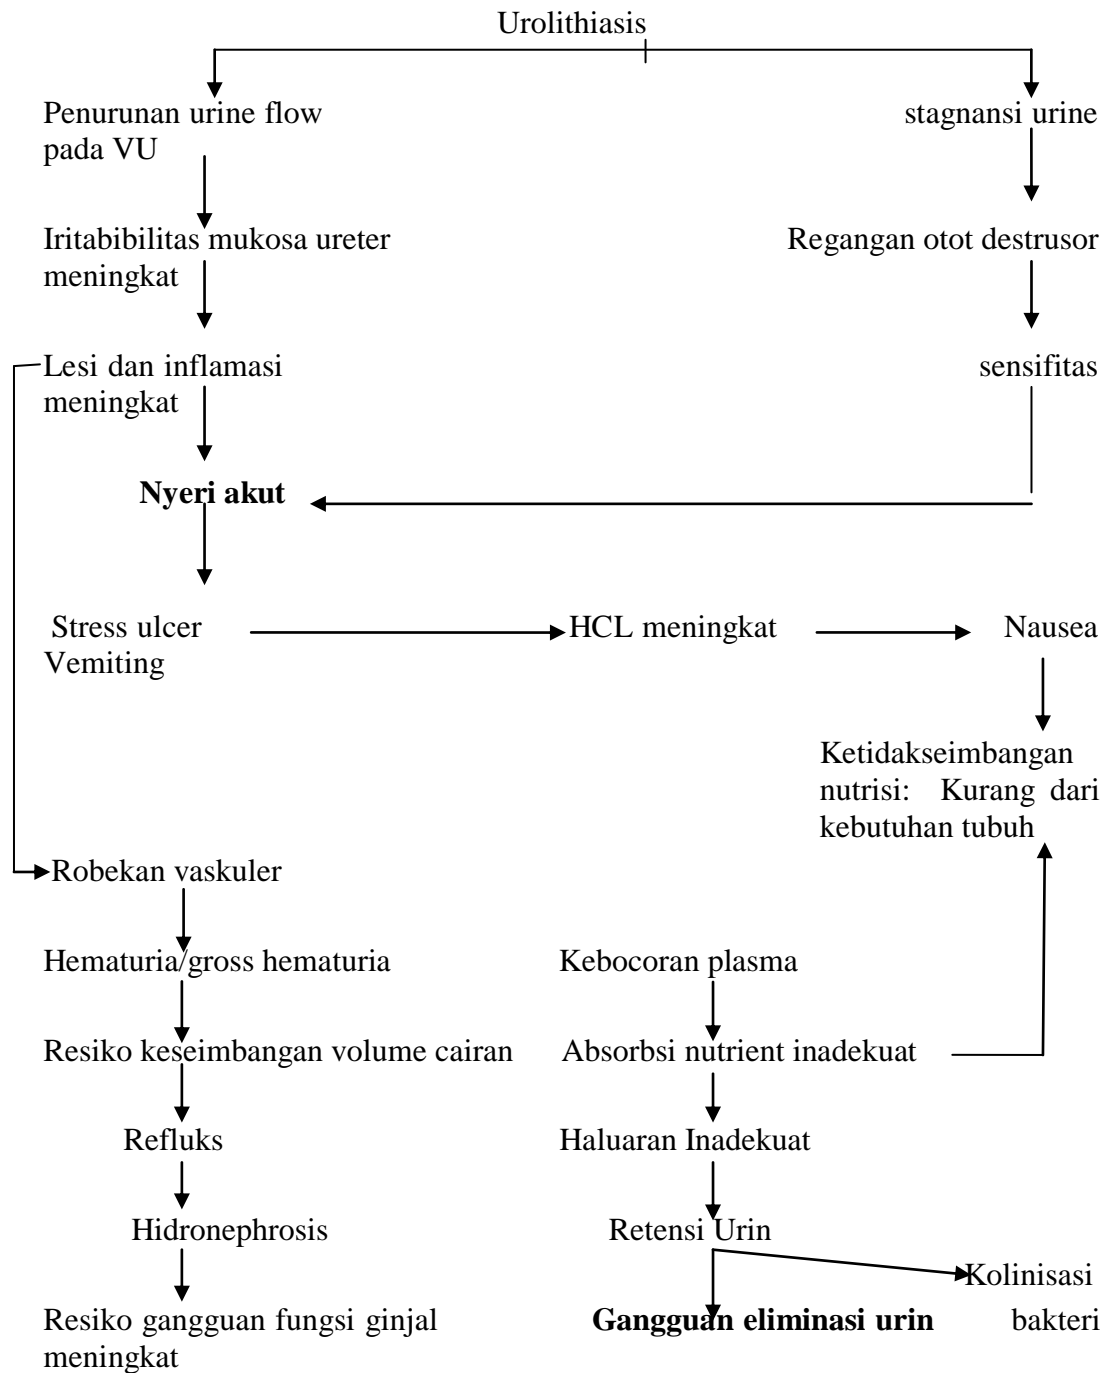 Urolithiasis
Penurunan urine flow
pada VU
stagnansi urine
Iritabibilitas mukosa ureter
meningkat
Regangan otot destrusor
Lesi dan inflamasi
meningkat
sensifitas
Nyeri akut
Stress ulcer
Vemiting
HCL meningkat
Nausea
Ketidakseimbangan
nutrisi: Kurang dari
kebutuhan tubuh
Robekan vaskuler
Hematuria/gross hematuria
Kebocoran plasma
Resiko keseimbangan volume cairan
Absorbsi nutrient inadekuat
Refluks
Haluaran Inadekuat
Hidronephrosis
Retensi Urin
Kolinisasi
bakteri
Resiko gangguan fungsi ginjal
meningkat
Gangguan eliminasi urin